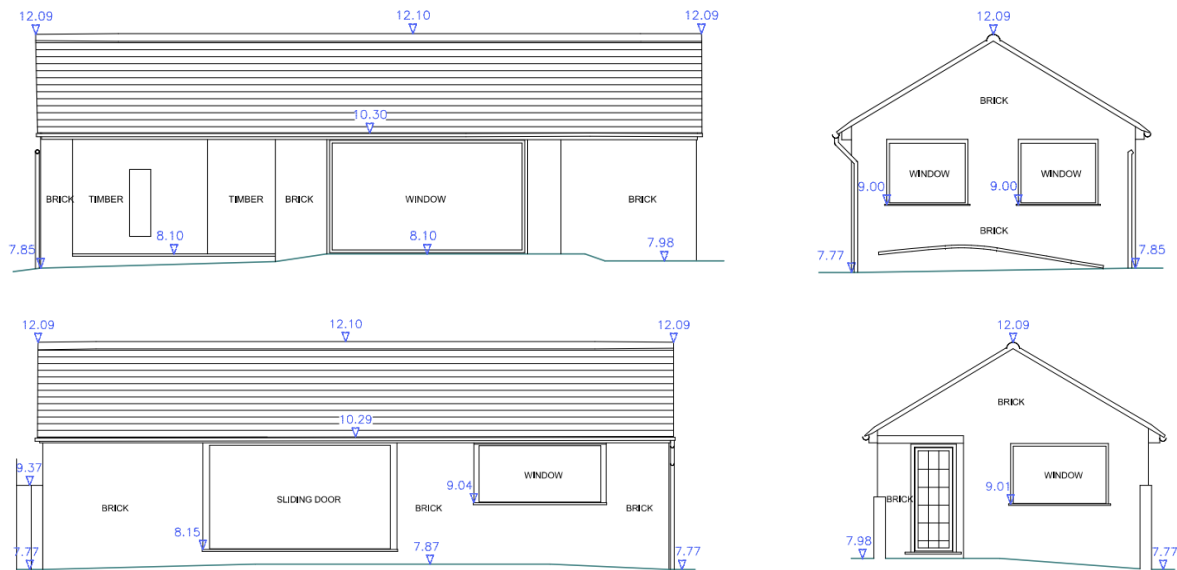 12.09 12.10 12.09
10.30
BRICK TIMBER TIMBER BRICK WINDOW BRICK
8.10 8.10
7.85 7.98
12.09
BRICK
WINDOW WINDOW
9.00 9.00
BRICK
7.77 7.85
12.09 12.10 12.09
10.29
9.37
WINDOW
9.04
SLIDING DOOR
BRICK BRICK BRICK
8.15
7.77 7.87 7.77
12.09
BRICK
WINDOW
9.01
BRICK
7.98 7.77